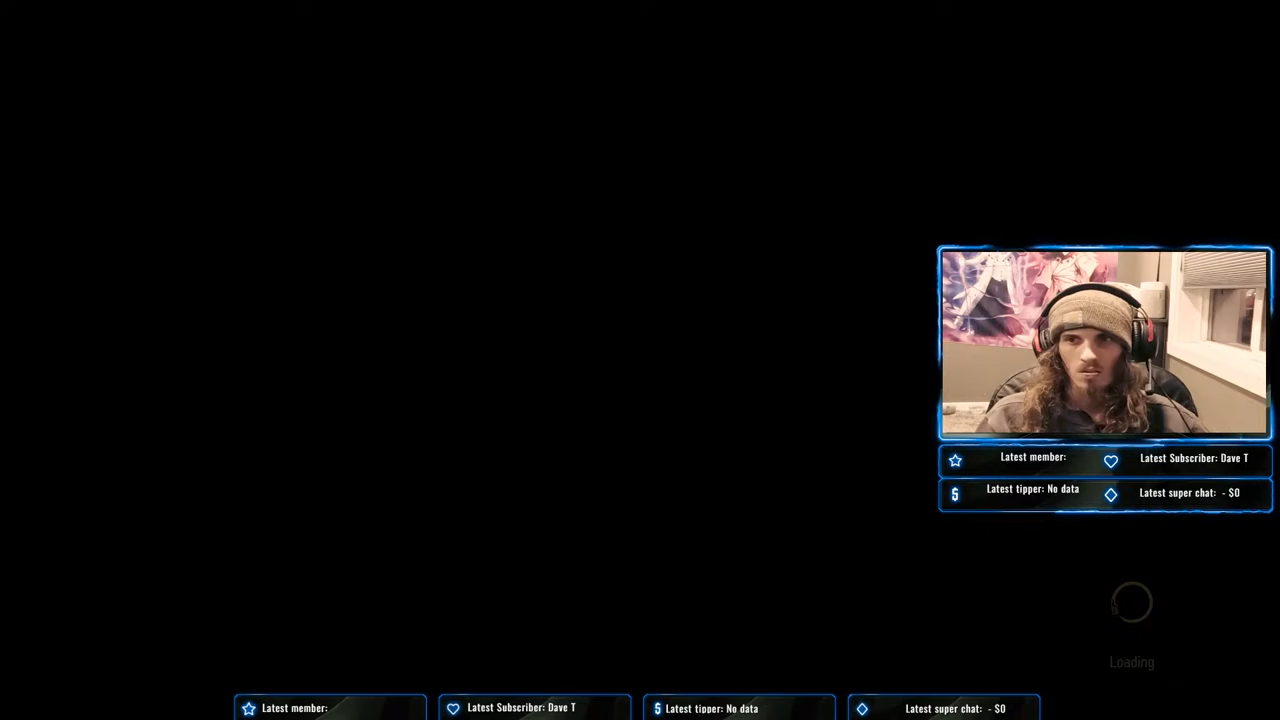 Latest member:
Latest Subscriber: Dave T
Latest tipper: No data
Latest super chat:  - $0
Loading
Latest member:
Latest Subscriber: Dave T
Latest tipper: No data
Latest super chat:  - $0